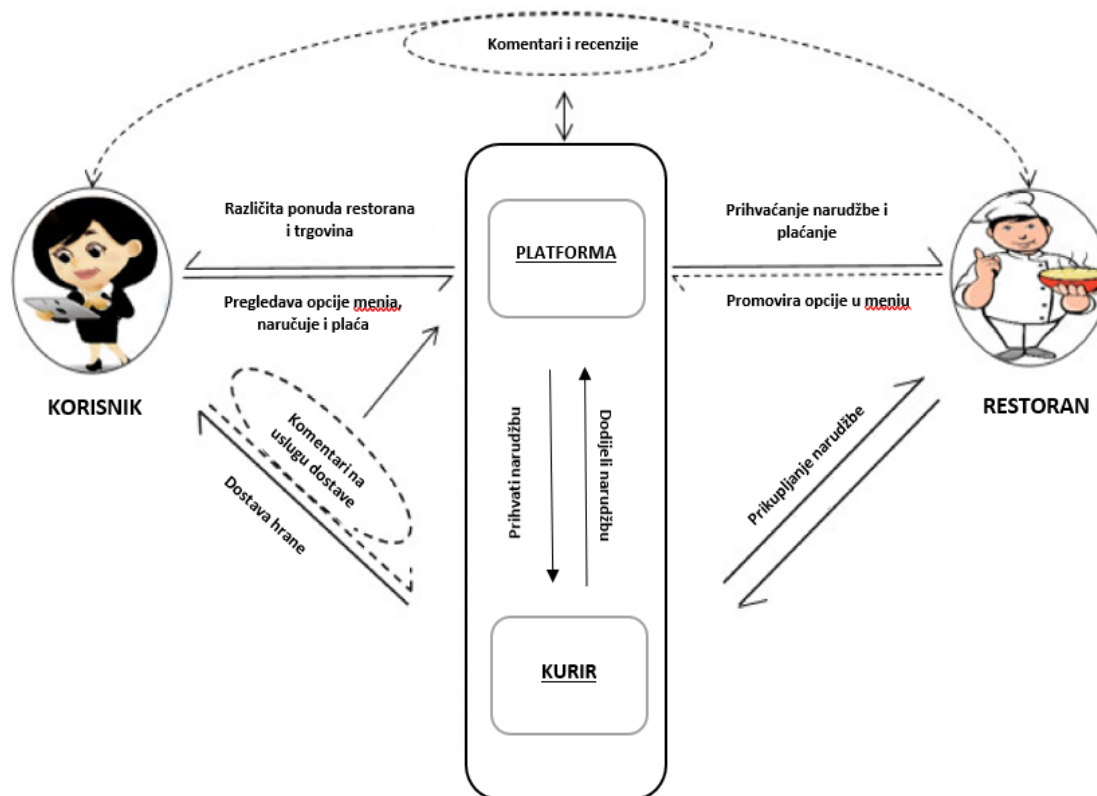 Komentari i recenzije
Različita ponuda restorana
i trgovina
PLATFORMA
Prihvaćanje narudžbe i
plaćanje
Pregledava opcije menia,
naručuje i plaća
Promovira opcije u meniu
KORISNIK
RESTORAN
Komentari na
uslugu dostave
Dostava hrane
Prihvati narudžbu
Dodijeli narudžbu
Prikupljanje narudžbe
KURIR